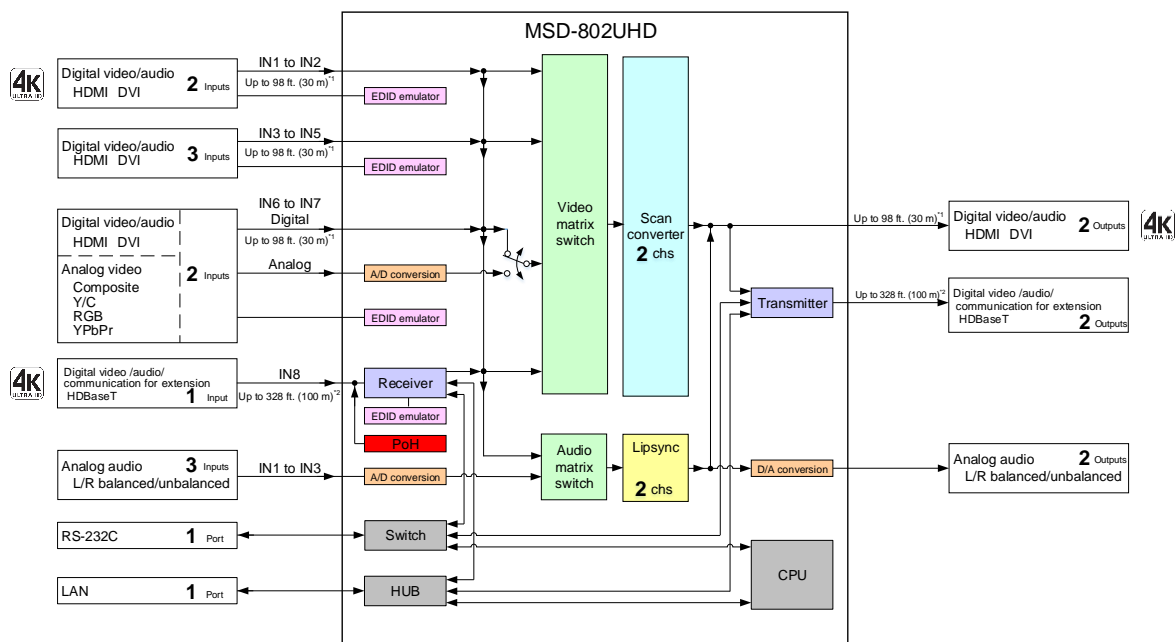 MSD-802UHD
4K
ULTRA HD
Digital video/audio
HDMI DVI
2 Inputs
IN1 to IN2
Up to 98 ft. (30 m)*1
EDID emulator
Digital video/audio
HDMI DVI
3 Inputs
IN3 to IN5
Up to 98 ft. (30 m)*1
EDID emulator
Digital video/audio
HDMI DVI
Analog video
Composite
Y/C
RGB
YPbPr
2 Inputs
IN6 to IN7
Digital
Up to 98 ft. (30 m)*1
Analog
A/D conversion
EDID emulator
4K
ULTRA HD
Digital video /audio/
communication for extension
HDBaseT
1 Input
IN8
Up to 328 ft. (100 m)*2
Receiver
EDID emulator
PoH
Analog audio
3 Inputs
L/R balanced/unbalanced
IN1 to IN3
A/D conversion
RS-232C
1 Port
Switch
LAN
1 Port
HUB
Video
matrix
switch
Scan
converter
2 chs
Audio
matrix
switch
Lipsync
2 chs
Transmitter
D/A conversion
CPU
Up to 98 ft. (30 m)*1
Digital video/audio
HDMI DVI
2 Outputs
4K
ULTRA HD
Up to 328 ft. (100 m)*2
Digital video /audio/
communication for extension
HDBaseT
2 Outputs
Analog audio
2 Outputs
L/R balanced/unbalanced